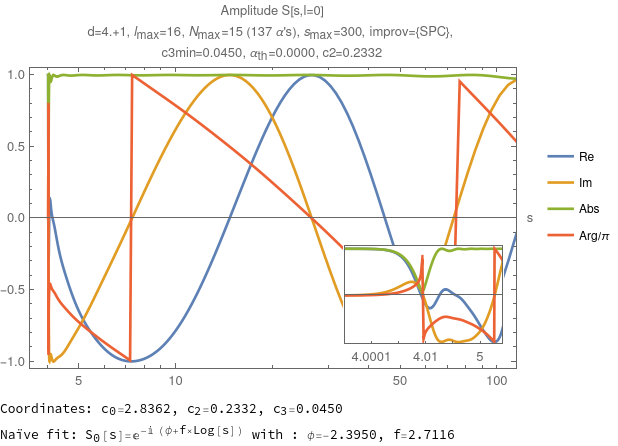 Amplitude S[s,l=0]
d=4.+1, lmax=16, Nmax=15 (137 α's), smax=300, improv={SPC},
c3min=0.0450, αth=0.0000, c2=0.2332
1.0
0.5
0.0
-0.5
-1.0
5
10
50
100
s
Re
Im
Abs
Arg/π
4.0001
4.01
5
Coordinates: c0=2.8362, c2=0.2332, c3=0.0450
Naïve fit: S0[s]=e^-i (ϕ+f×Log[s]) with : ϕ=-2.3950, f=2.7116